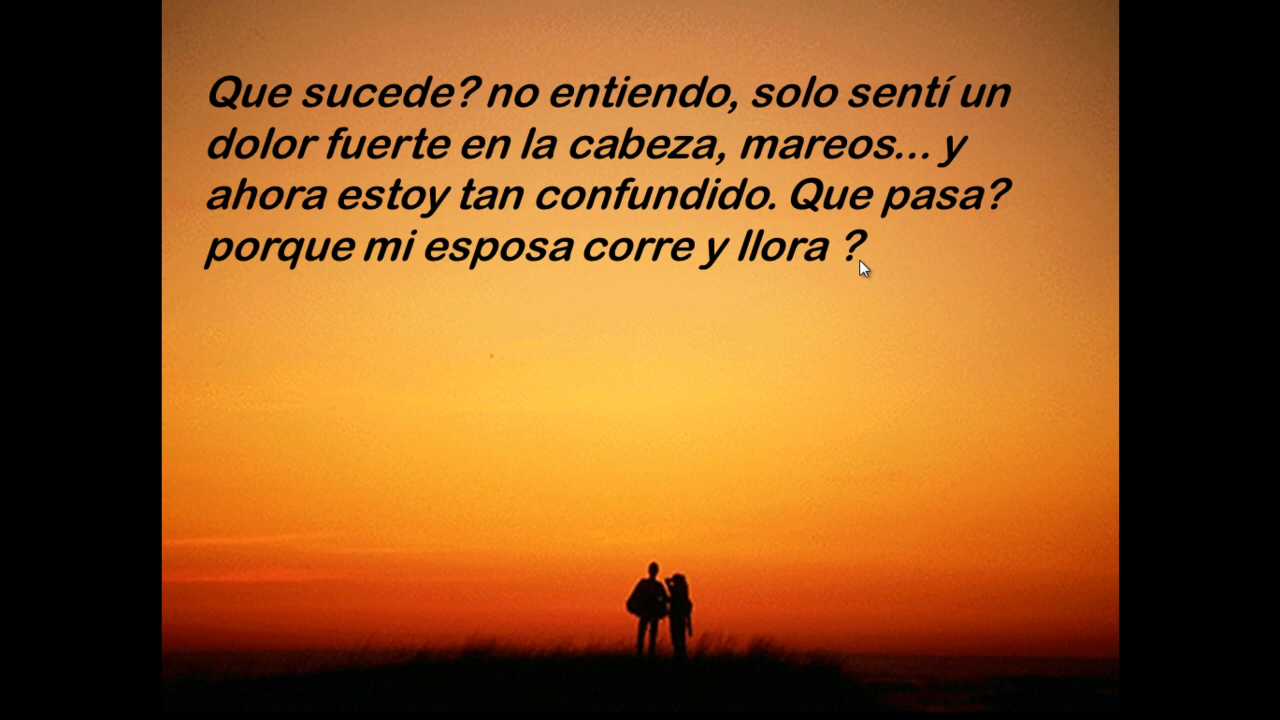 Que sucede? no entiendo, solo sentí un
dolor fuerte en la cabeza, mareos... y
ahora estoy tan confundido. Que pasa?
porque mi esposa corre y llora ?